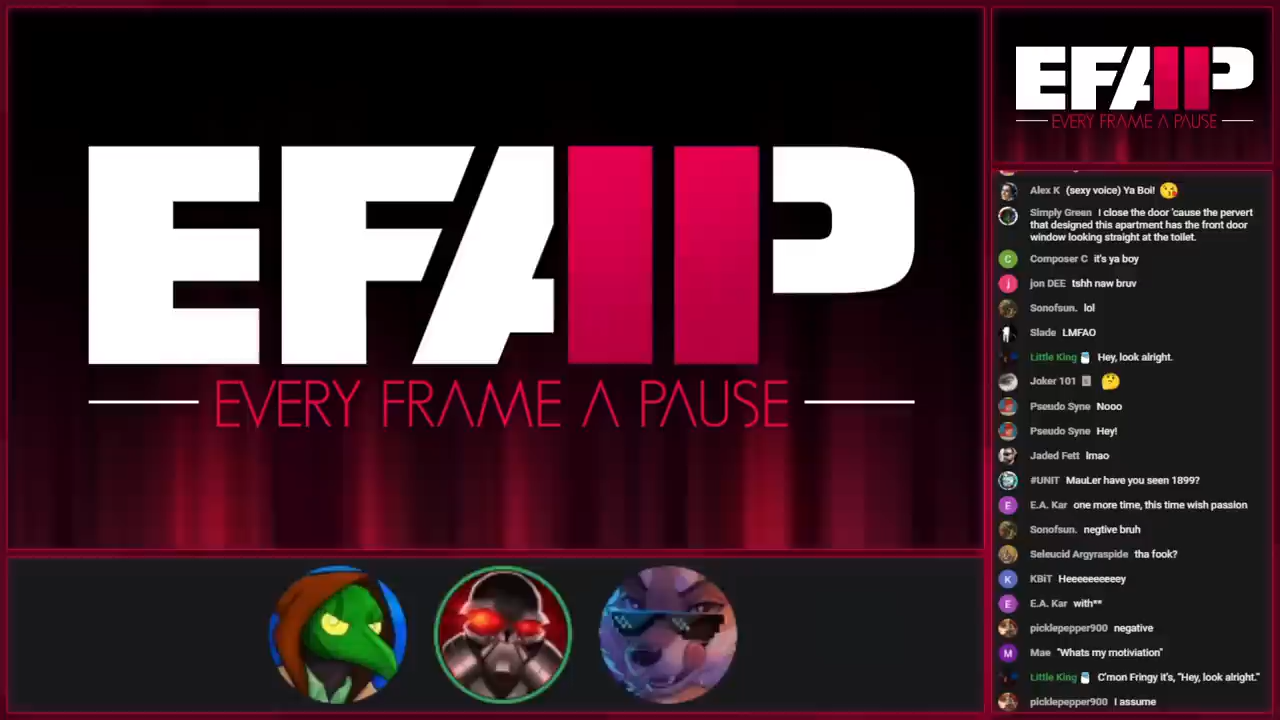 EFAP
EVERY FRAME A PAUSE
EFAP
EVERY FRAME A PAUSE
Alex K (sexy voice) Ya Boi!
Simply Green I close the door 'cause the pervert
that designed this apartment has the front door
window looking straight at the toilet.
C Composer C it's ya boy
j jon DEE tshh naw bruv
Sonofsun. lol
Slade LMFAO
Little King Hey, look alright.
Joker 101
Pseudo Syne Nooo
Pseudo Syne Hey!
Jaded Fett lmao
#UNIT MauLer have you seen 1899?
E E.A. Kar one more time, this time wish passion
Sonofsun. negtive bruh
Seleucid Argyraspide tha fook?
K KBiT Heeeeeeeeey
E E.A. Kar with**
picklepepper900 negative
M Mae “Whats my motiviation”
Little King C'mon Fringy it's, "Hey, look alright."
picklepepper900 I assume